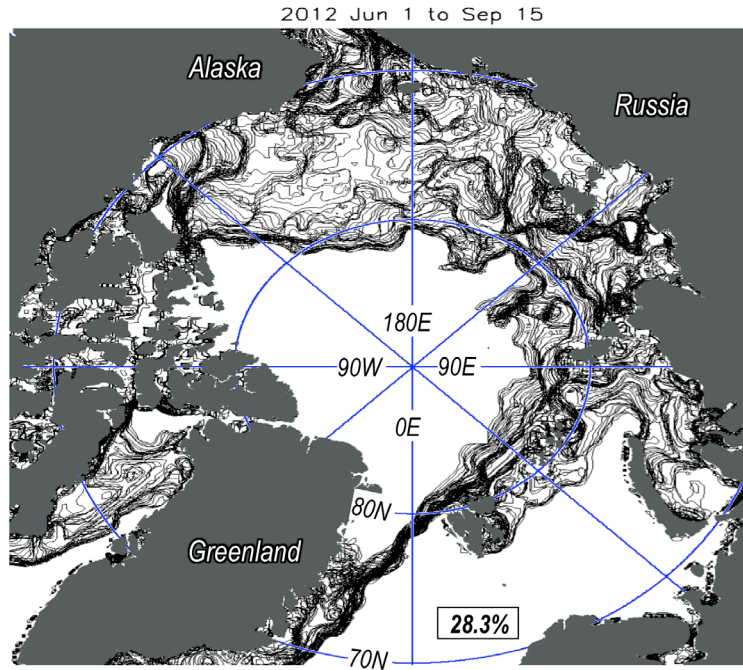 2012 Jun 1 to Sep 15
Alaska
Russia
180E
90W
90E
0E
80N
Greenland
28.3%
70N